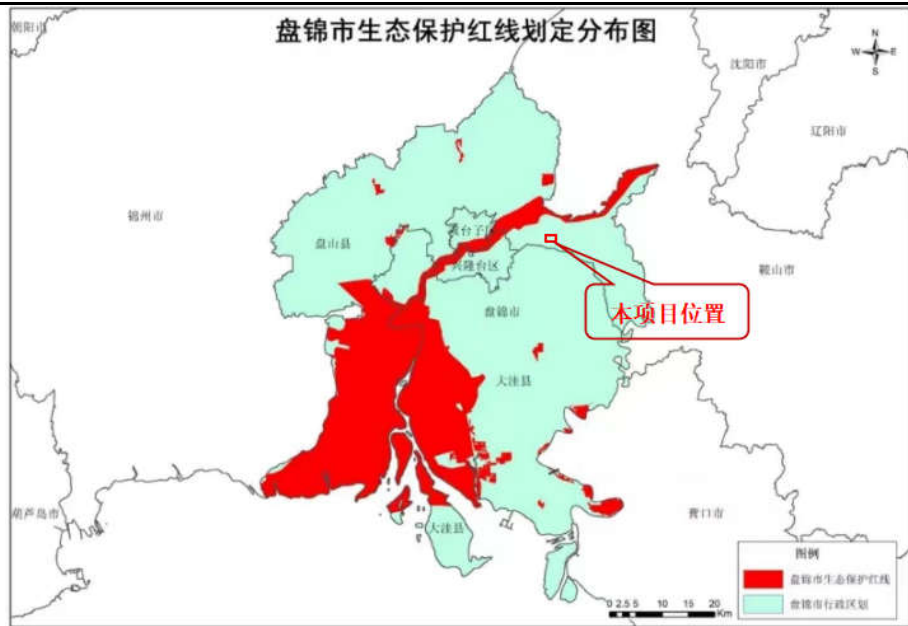 盘锦市生态保护红线划定分布图
朝阳市
沈阳市
N
W
E
S
辽阳市
锦州市
盘山县
双台子区
兴隆台区
鞍山市
盘锦市
本项目位置
大洼县
葫芦岛市
大洼县
营口市
图例
盘锦市生态保护红线
盘锦市行政区划
0 2.5 5 10 15 20
Km